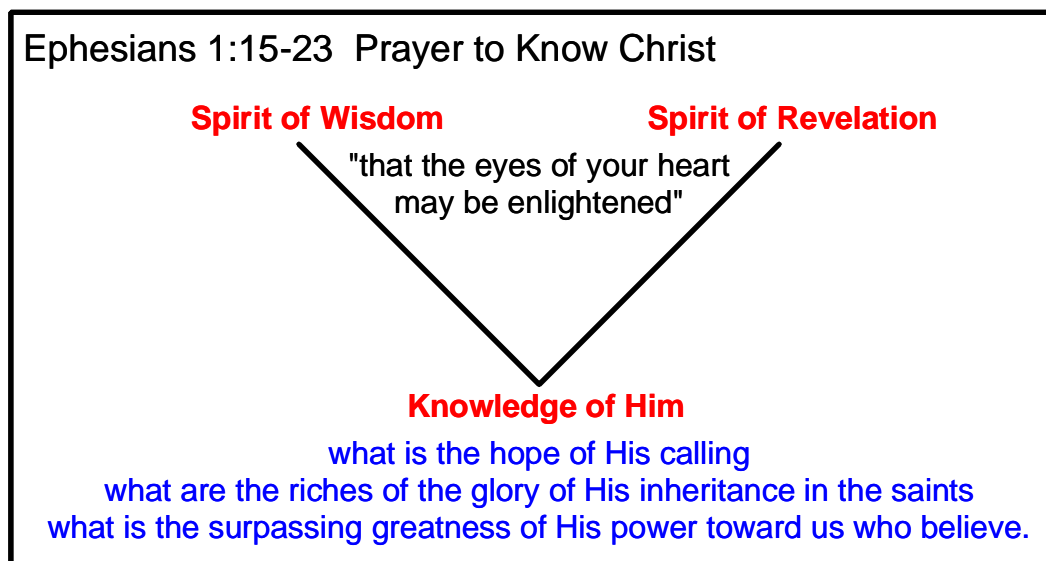 Ephesians 1:15-23 Prayer to Know Christ
Spirit of Wisdom Spirit of Revelation
"that the eyes of your heart
may be enlightened"
Knowledge of Him
what is the hope of His calling
what are the riches of the glory of His inheritance in the saints
what is the surpassing greatness of His power toward us who believe.